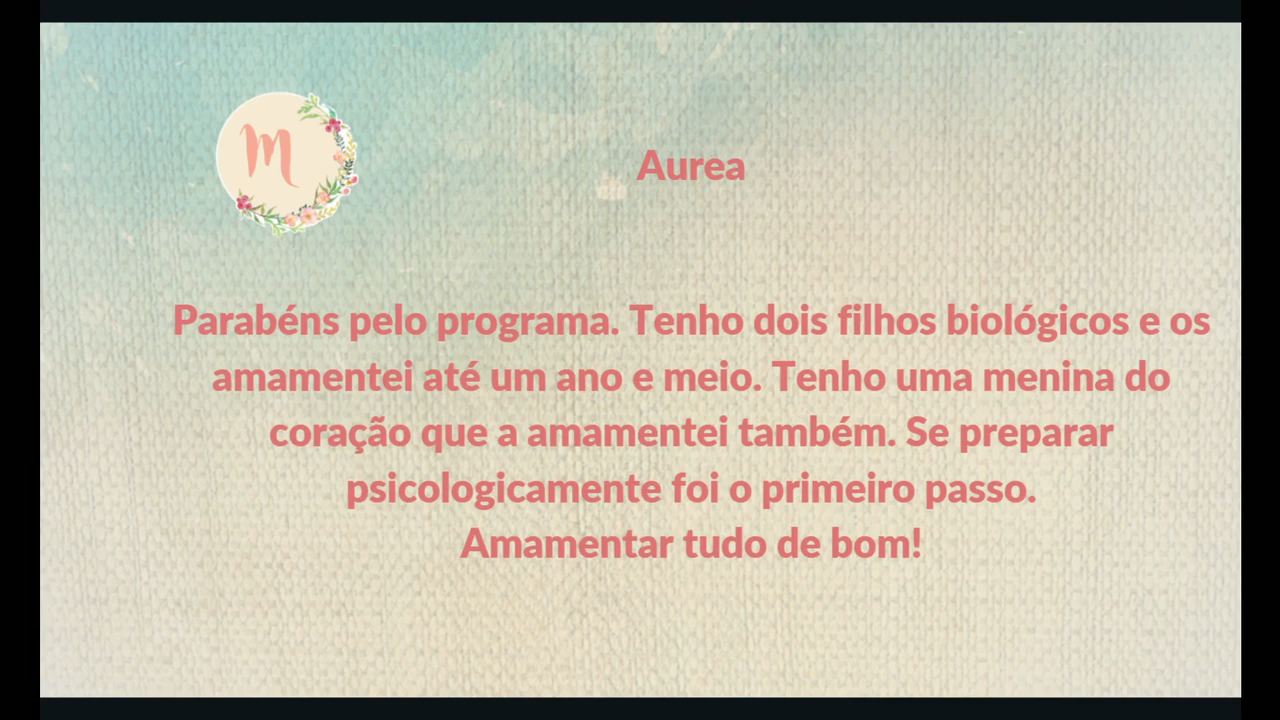 M
Aurea
Parabéns pelo programa. Tenho dois filhos biológicos e os
amamentei até um ano e meio. Tenho uma menina do
coração que a amamentei também. Se preparar
psicologicamente foi o primeiro passo.
Amamentar tudo de bom!